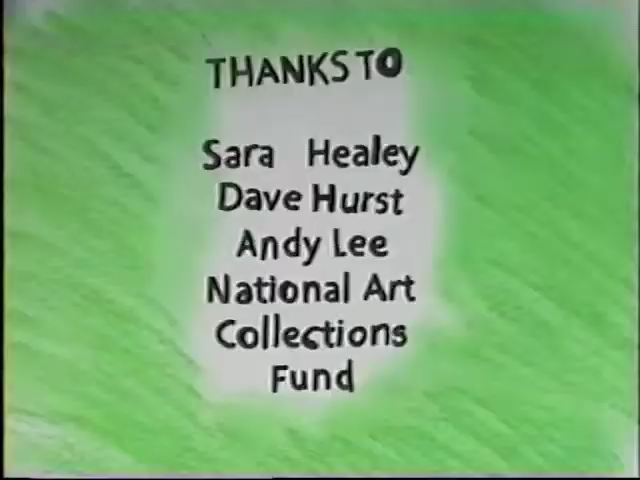 THANKS TO
Sara Healey
Dave Hurst
Andy Lee
National Art
Collections
Fund